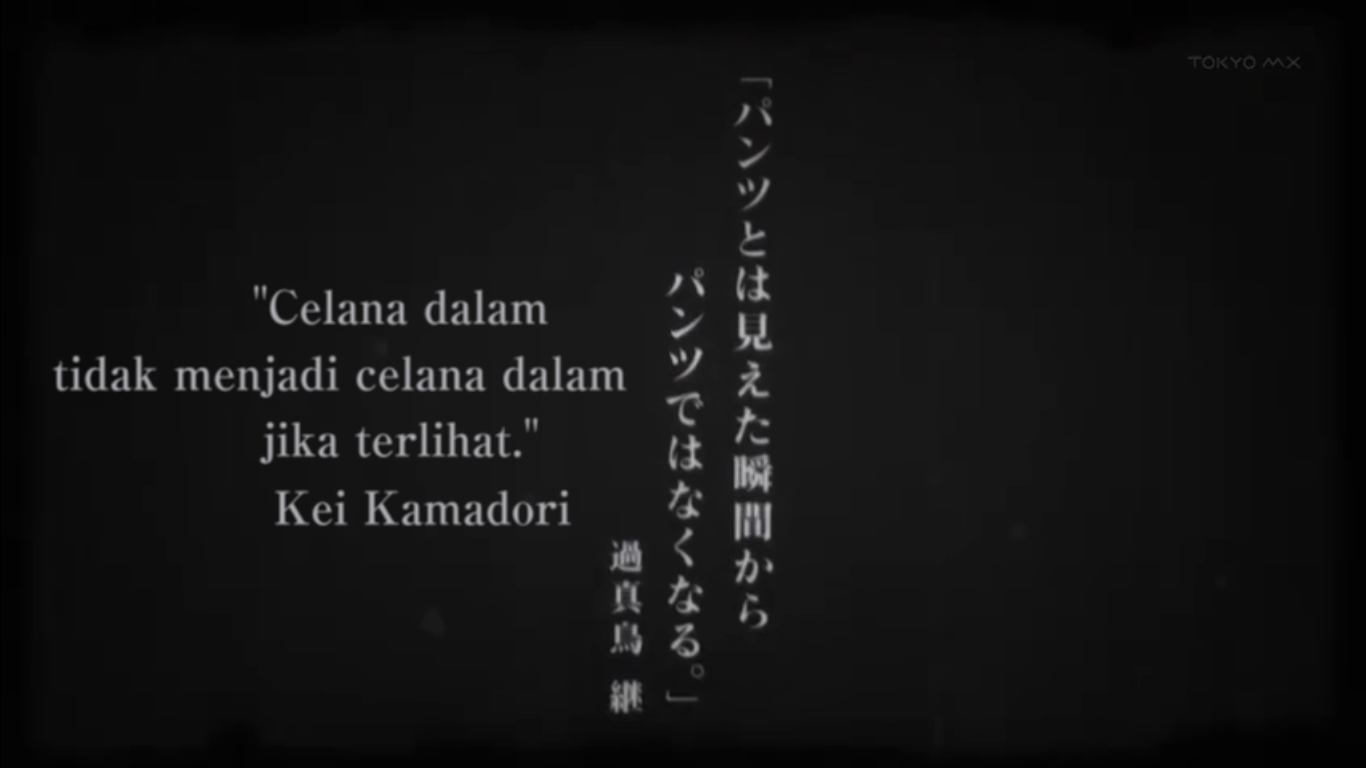 TOKYO MX
「パンツとは見えた瞬間から
パンツではなくなる。」
過真鳥 継
"Celana dalam
tidak menjadi celana dalam
jika terlihat."
Kei Kamadori